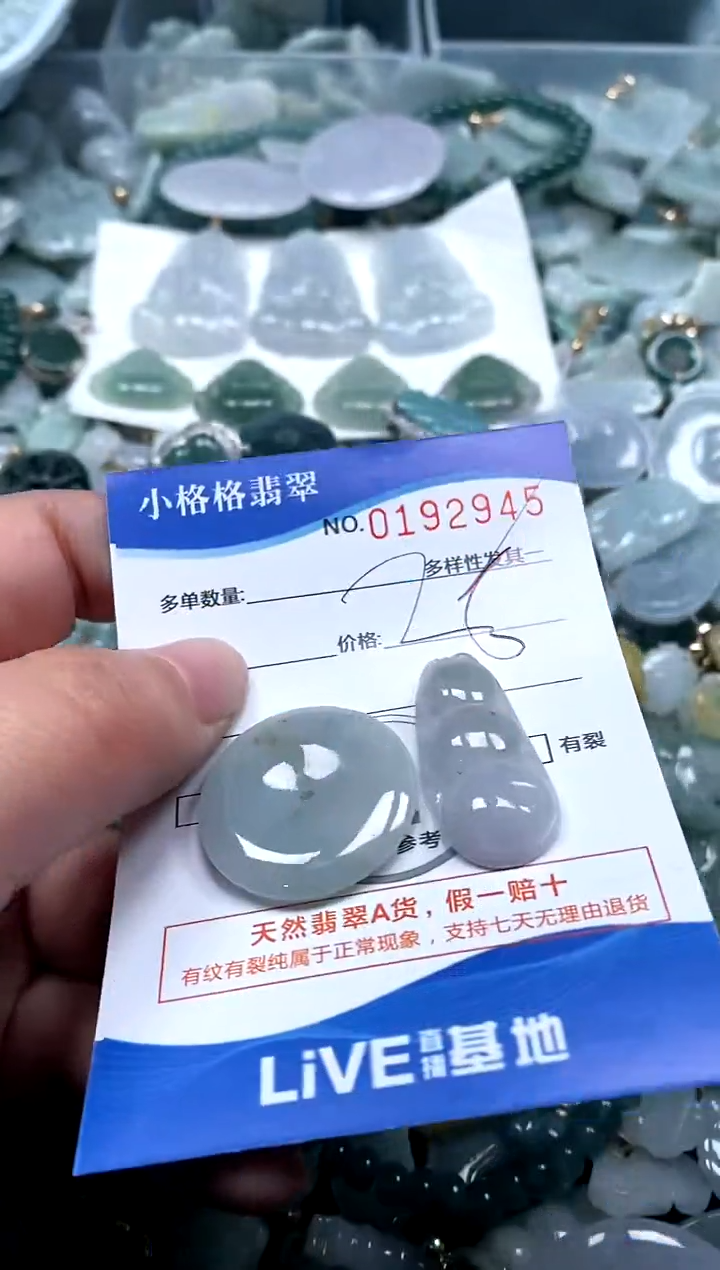 小格格翡翠
NO.0192945
多样性发其一
多单数量:
26
价格:
有裂
参考
天然翡翠A货，假一赔十
有纹有裂纯属于正常现象，支持七天无理由退货
LiVE直播基地